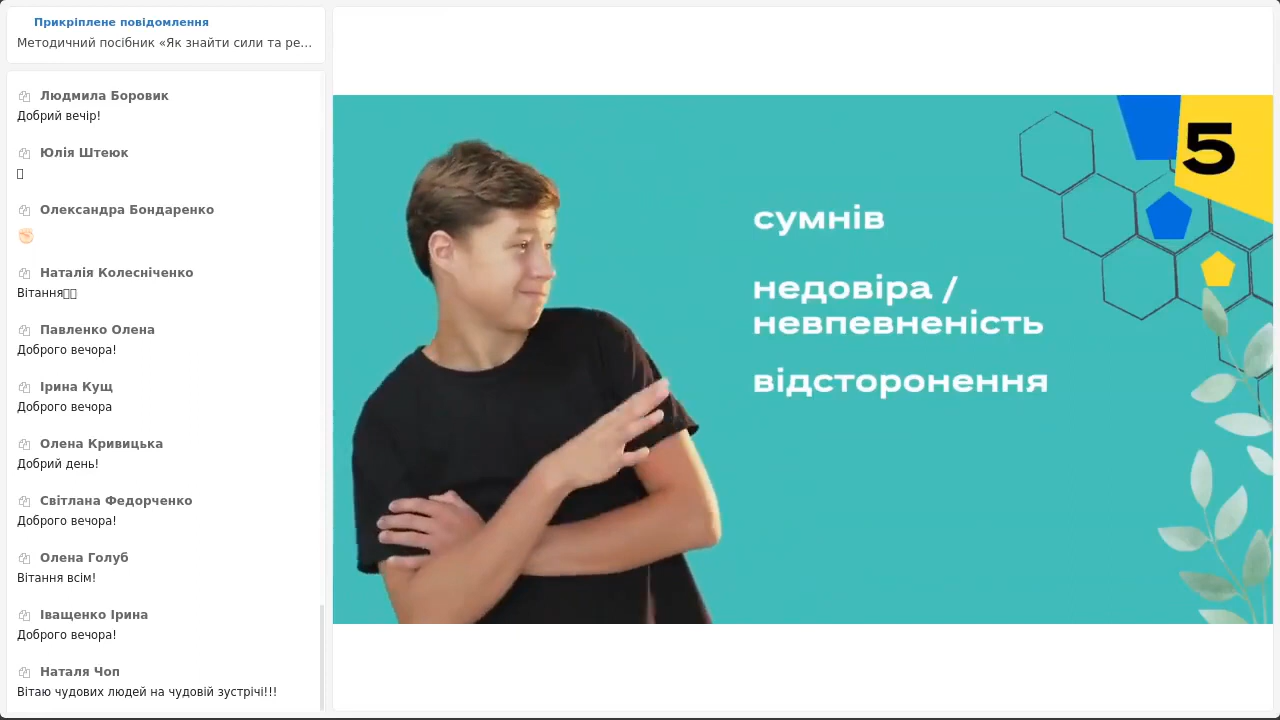 Прикріплене повідомлення
Методичний посібник «Як знайти сили та ре...
Людмила Боровик
Добрий вечір!
Юлія Штеюк
Олександра Бондаренко
Наталія Колесніченко
Вітання
Павленко Олена
Доброго вечора!
Ірина Кущ
Доброго вечора
Олена Кривицька
Добрий день!
Світлана Федорченко
Доброго вечора!
Олена Голуб
Вітання всім!
Іващенко Ірина
Доброго вечора!
Наталя Чоп
Вітаю чудових людей на чудовій зустрічі!!!
5
сумнів
недовіра /
невпевненість
відсторонення